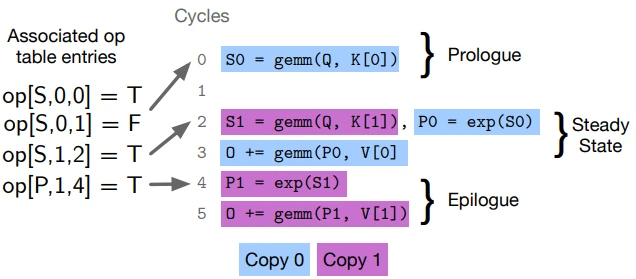 Cycles
Associated op
table entries
op[S,0,0] = T
op[S,0,1] = F
op[S,1,2] = T
op[P,1,4] = T
0 S0 = gemm(Q, K[0])
1
2 S1 = gemm(Q, K[1]), P0 = exp(S0)
3 O += gemm(P0, V[0]
4 P1 = exp(S1)
5 O += gemm(P1, V[1])
Prologue
Steady
State
Epilogue
Copy 0 Copy 1